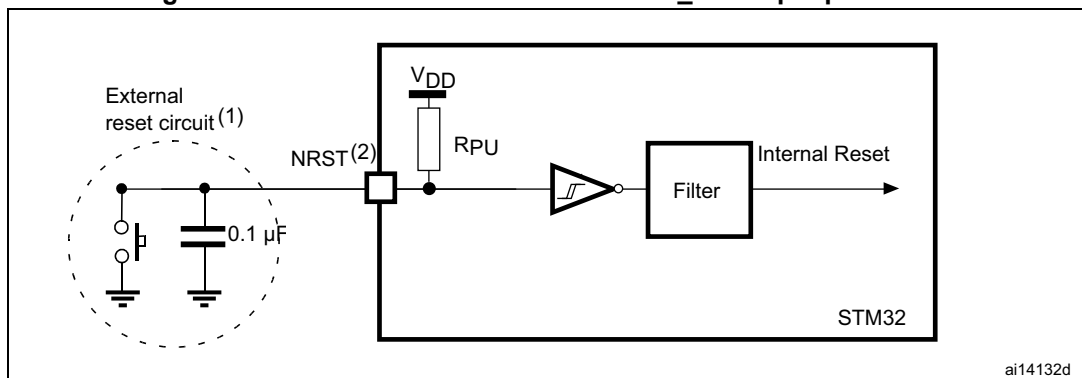 VDD
External
reset circuit(1)
NRST(2)
RPU
Internal Reset
Filter
0.1 µF
STM32
ai14132d